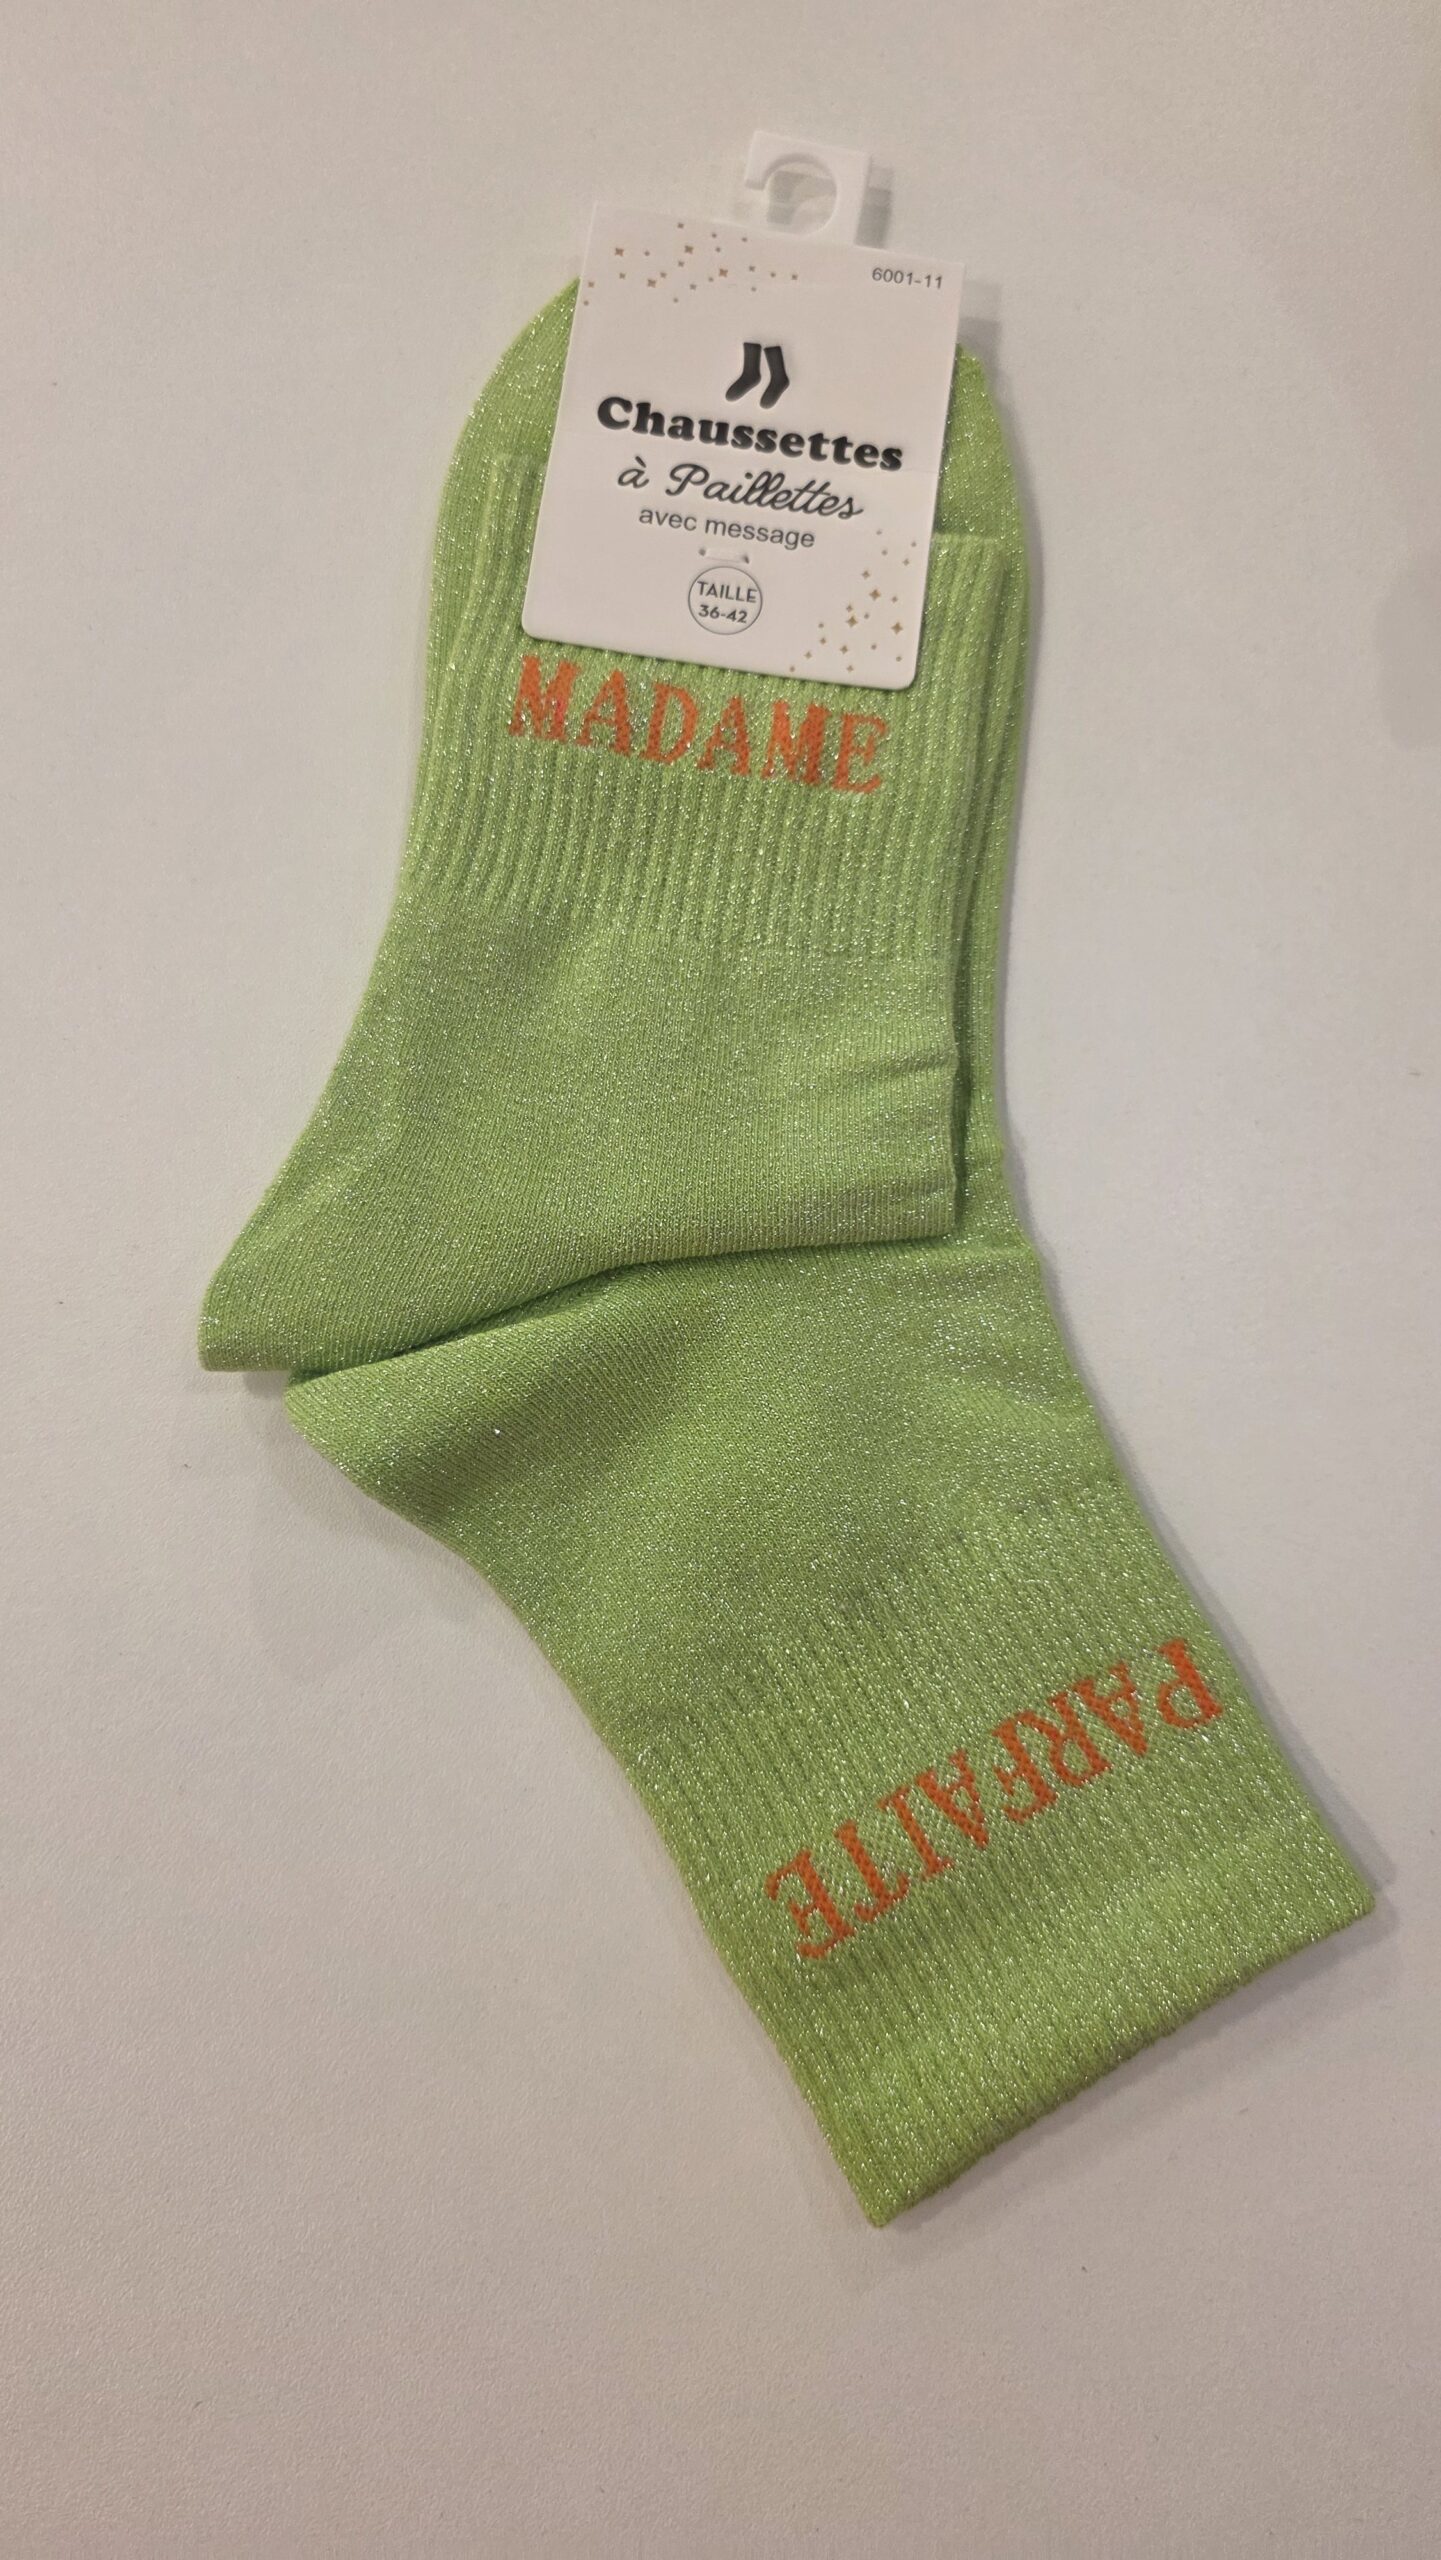 6001-11
Chaussettes
à Paillettes
avec message
TAILLE
36-42
MADAME
PARFAITE